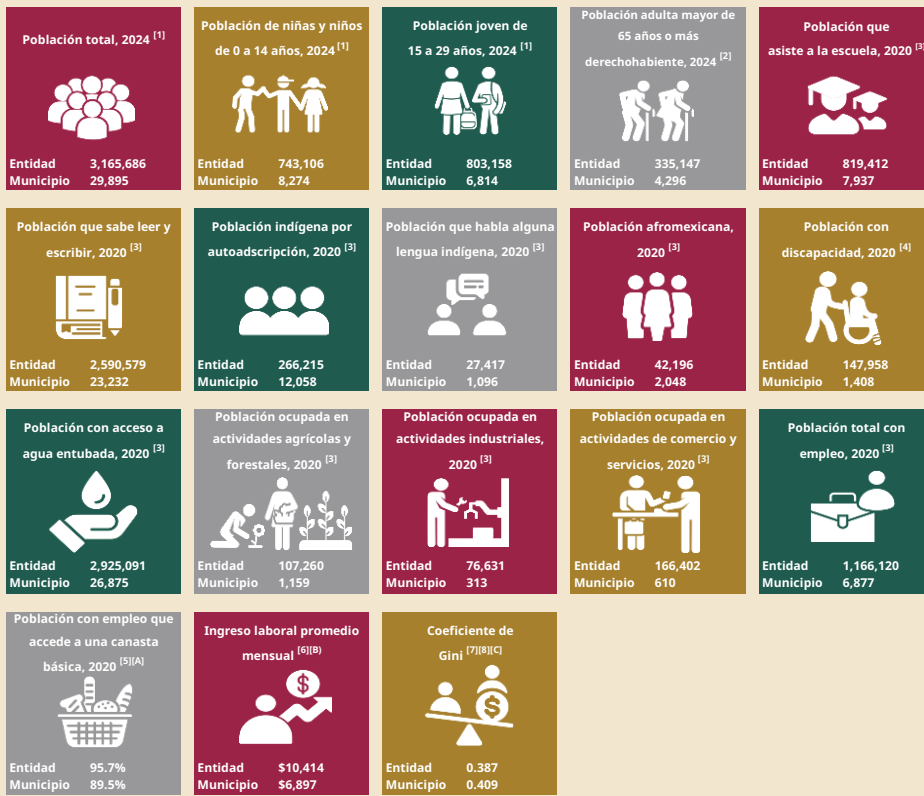 Población total, 2024 [1]
Entidad 3,165,686
Municipio 29,895
Población de niñas y niños
de 0 a 14 años, 2024 [1]
Entidad 743,106
Municipio 8,274
Población joven de
15 a 29 años, 2024 [1]
Entidad 803,158
Municipio 6,814
Población adulta mayor de
65 años o más
derechohabiente, 2024 [2]
Entidad 335,147
Municipio 4,296
Población que
asiste a la escuela, 2020 [3]
Entidad 819,412
Municipio 7,937
Población que sabe leer y
escribir, 2020 [3]
Entidad 2,590,579
Municipio 23,232
Población indígena por
autoadscripción, 2020 [3]
Entidad 266,215
Municipio 12,058
Población que habla alguna
lengua indígena, 2020 [3]
Entidad 27,417
Municipio 1,096
Población afromexicana,
2020 [3]
Entidad 42,196
Municipio 2,048
Población con
discapacidad, 2020 [4]
Entidad 147,958
Municipio 1,408
Población con acceso a
agua entubada, 2020 [3]
Entidad 2,925,091
Municipio 26,875
Población ocupada en
actividades agrícolas y
forestales, 2020 [3]
Entidad 107,260
Municipio 1,159
Población ocupada en
actividades industriales,
2020 [3]
Entidad 76,631
Municipio 313
Población ocupada en
actividades de comercio y
servicios, 2020 [3]
Entidad 166,402
Municipio 610
Población total con
empleo, 2020 [3]
Entidad 1,166,120
Municipio 6,877
Población con empleo que
accede a una canasta
básica, 2020 [5][A]
Entidad 95.7%
Municipio 89.5%
Ingreso laboral promedio
mensual [6][B)
$
Entidad $10,414
Municipio $6,897
Coeficiente de
Gini [7][8][C]
$
Entidad 0.387
Municipio 0.409